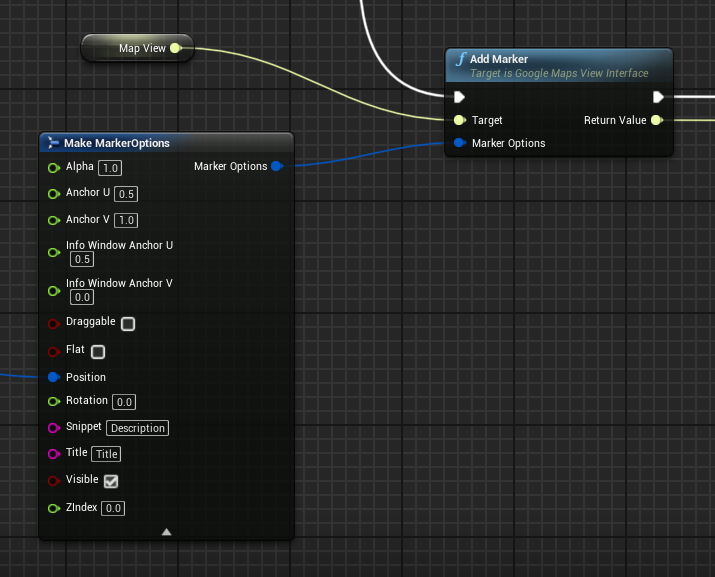 Map View
Add Marker
Target is Google Maps View Interface
Target
Return Value
Marker Options
Make MarkerOptions
Alpha 1.0
Marker Options
Anchor U 0.5
Anchor V 1.0
Info Window Anchor U
0.5
Info Window Anchor V
0.0
Draggable
Flat
Position
Rotation 0.0
Snippet Description
Title Title
Visible
ZIndex 0.0